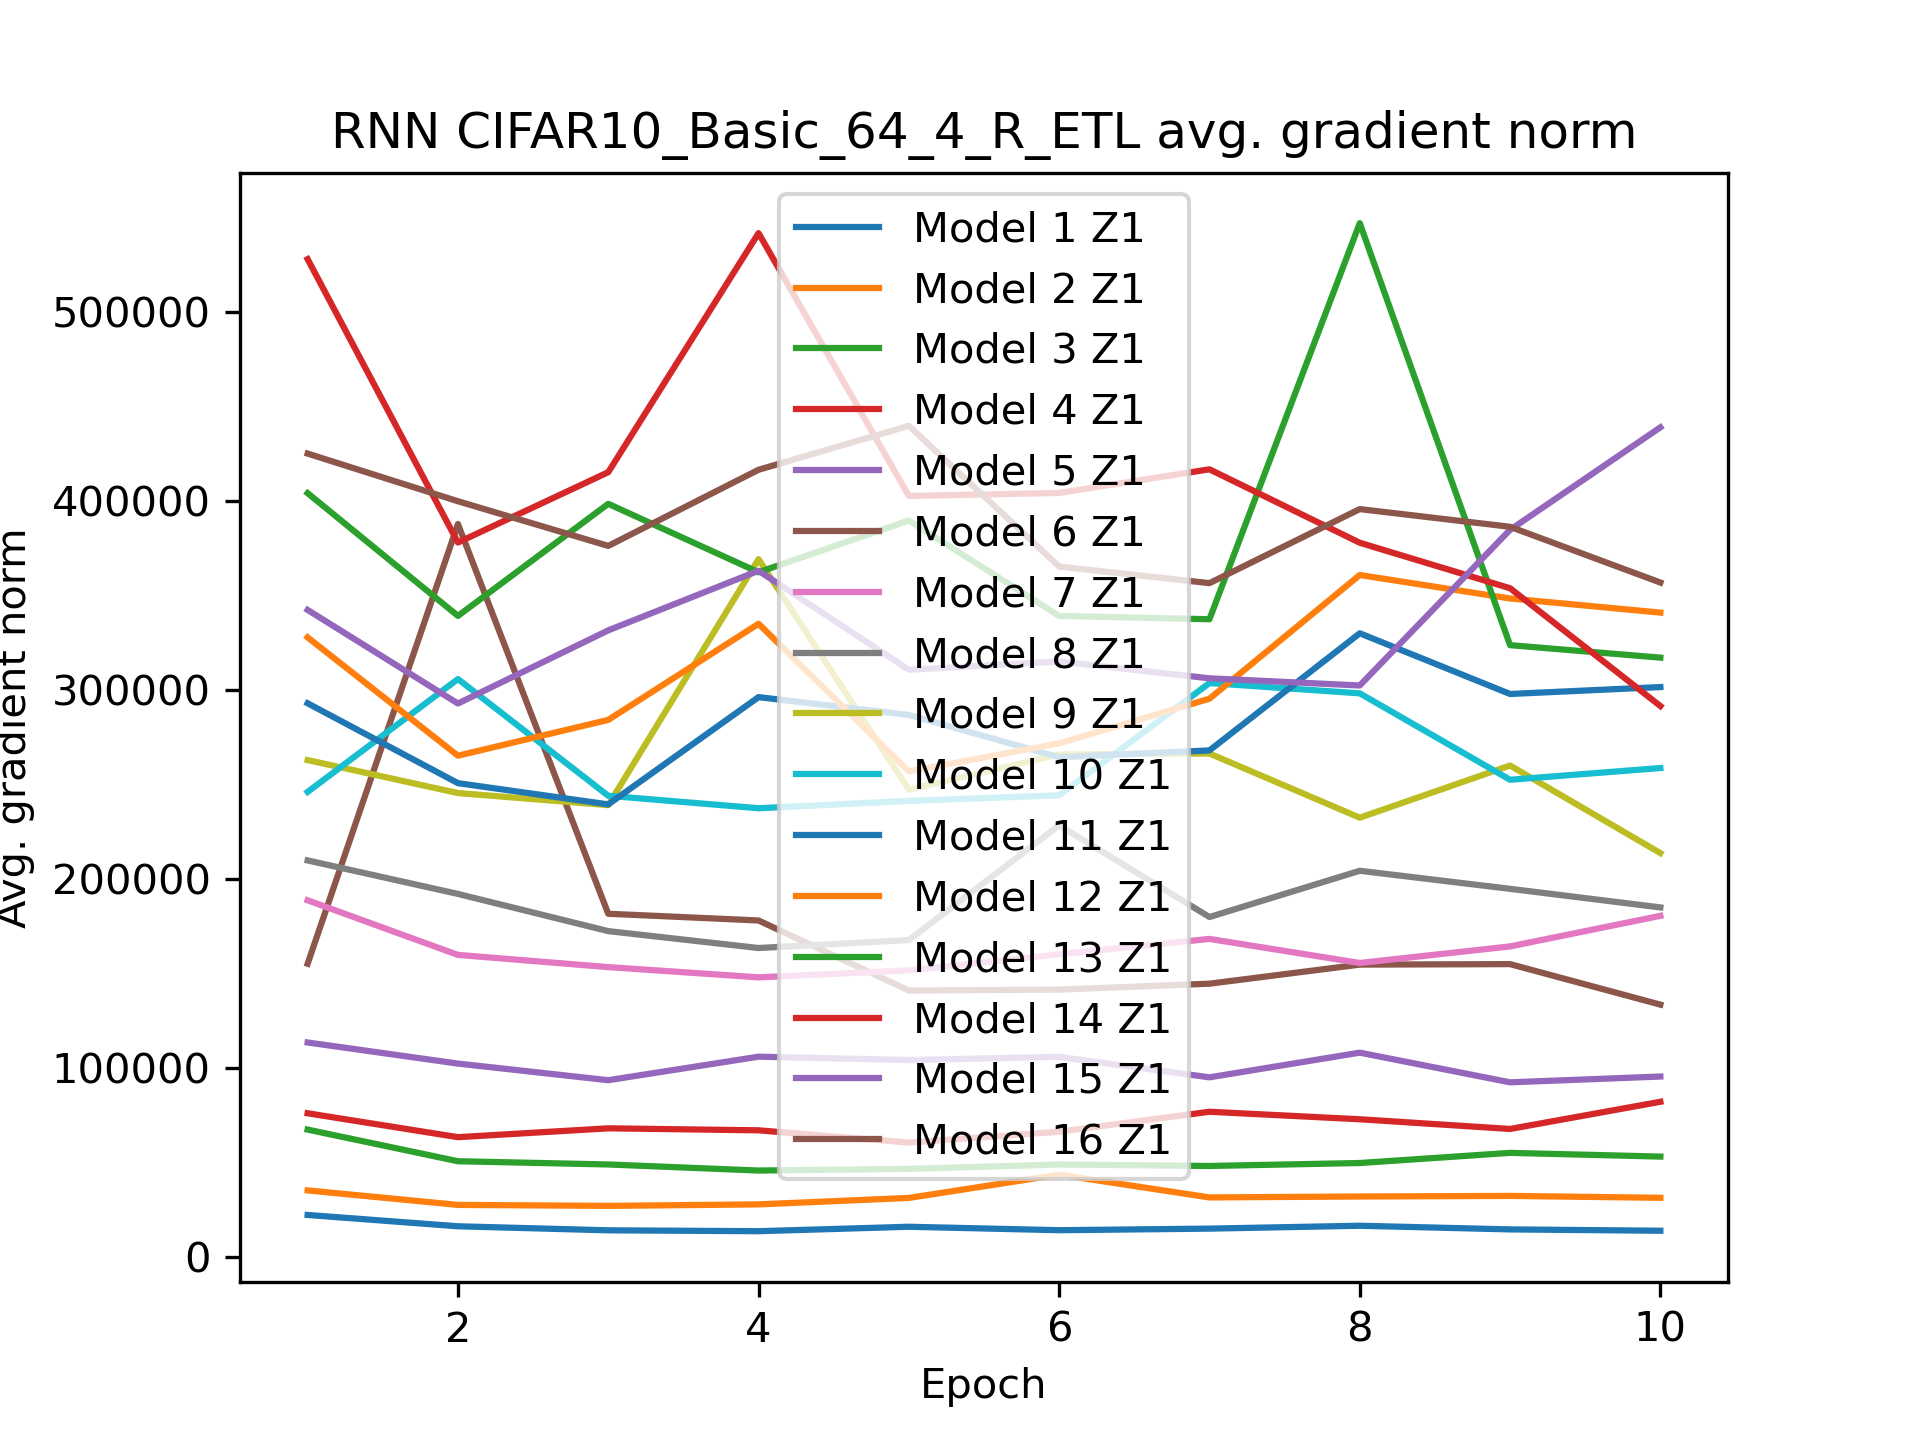 RNN CIFAR10_Basic_64_4_R_ETL avg. gradient norm
Avg. gradient norm
500000
400000
300000
200000
100000
0
Model 1 Z1
Model 2 Z1
Model 3 Z1
Model 4 Z1
Model 5 Z1
Model 6 Z1
Model 7 Z1
Model 8 Z1
Model 9 Z1
Model 10 Z1
Model 11 Z1
Model 12 Z1
Model 13 Z1
Model 14 Z1
Model 15 Z1
Model 16 Z1
2 4 6 8 10
Epoch